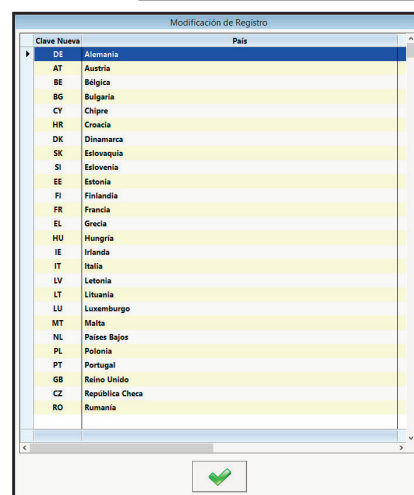 Modificación de Registro
Clave Nueva País
DE Alemania
AT Austria
BE Bélgica
BG Bulgaria
CY Chipre
HR Croacia
DK Dinamarca
SK Eslovaquia
SI Eslovenia
EE Estonia
FI Finlandia
FR Francia
EL Grecia
HU Hungría
IE Irlanda
IT Italia
LV Letonia
LT Lituania
LU Luxemburgo
MT Malta
NL Países Bajos
PL Polonia
PT Portugal
GB Reino Unido
CZ República Checa
RO Rumanía